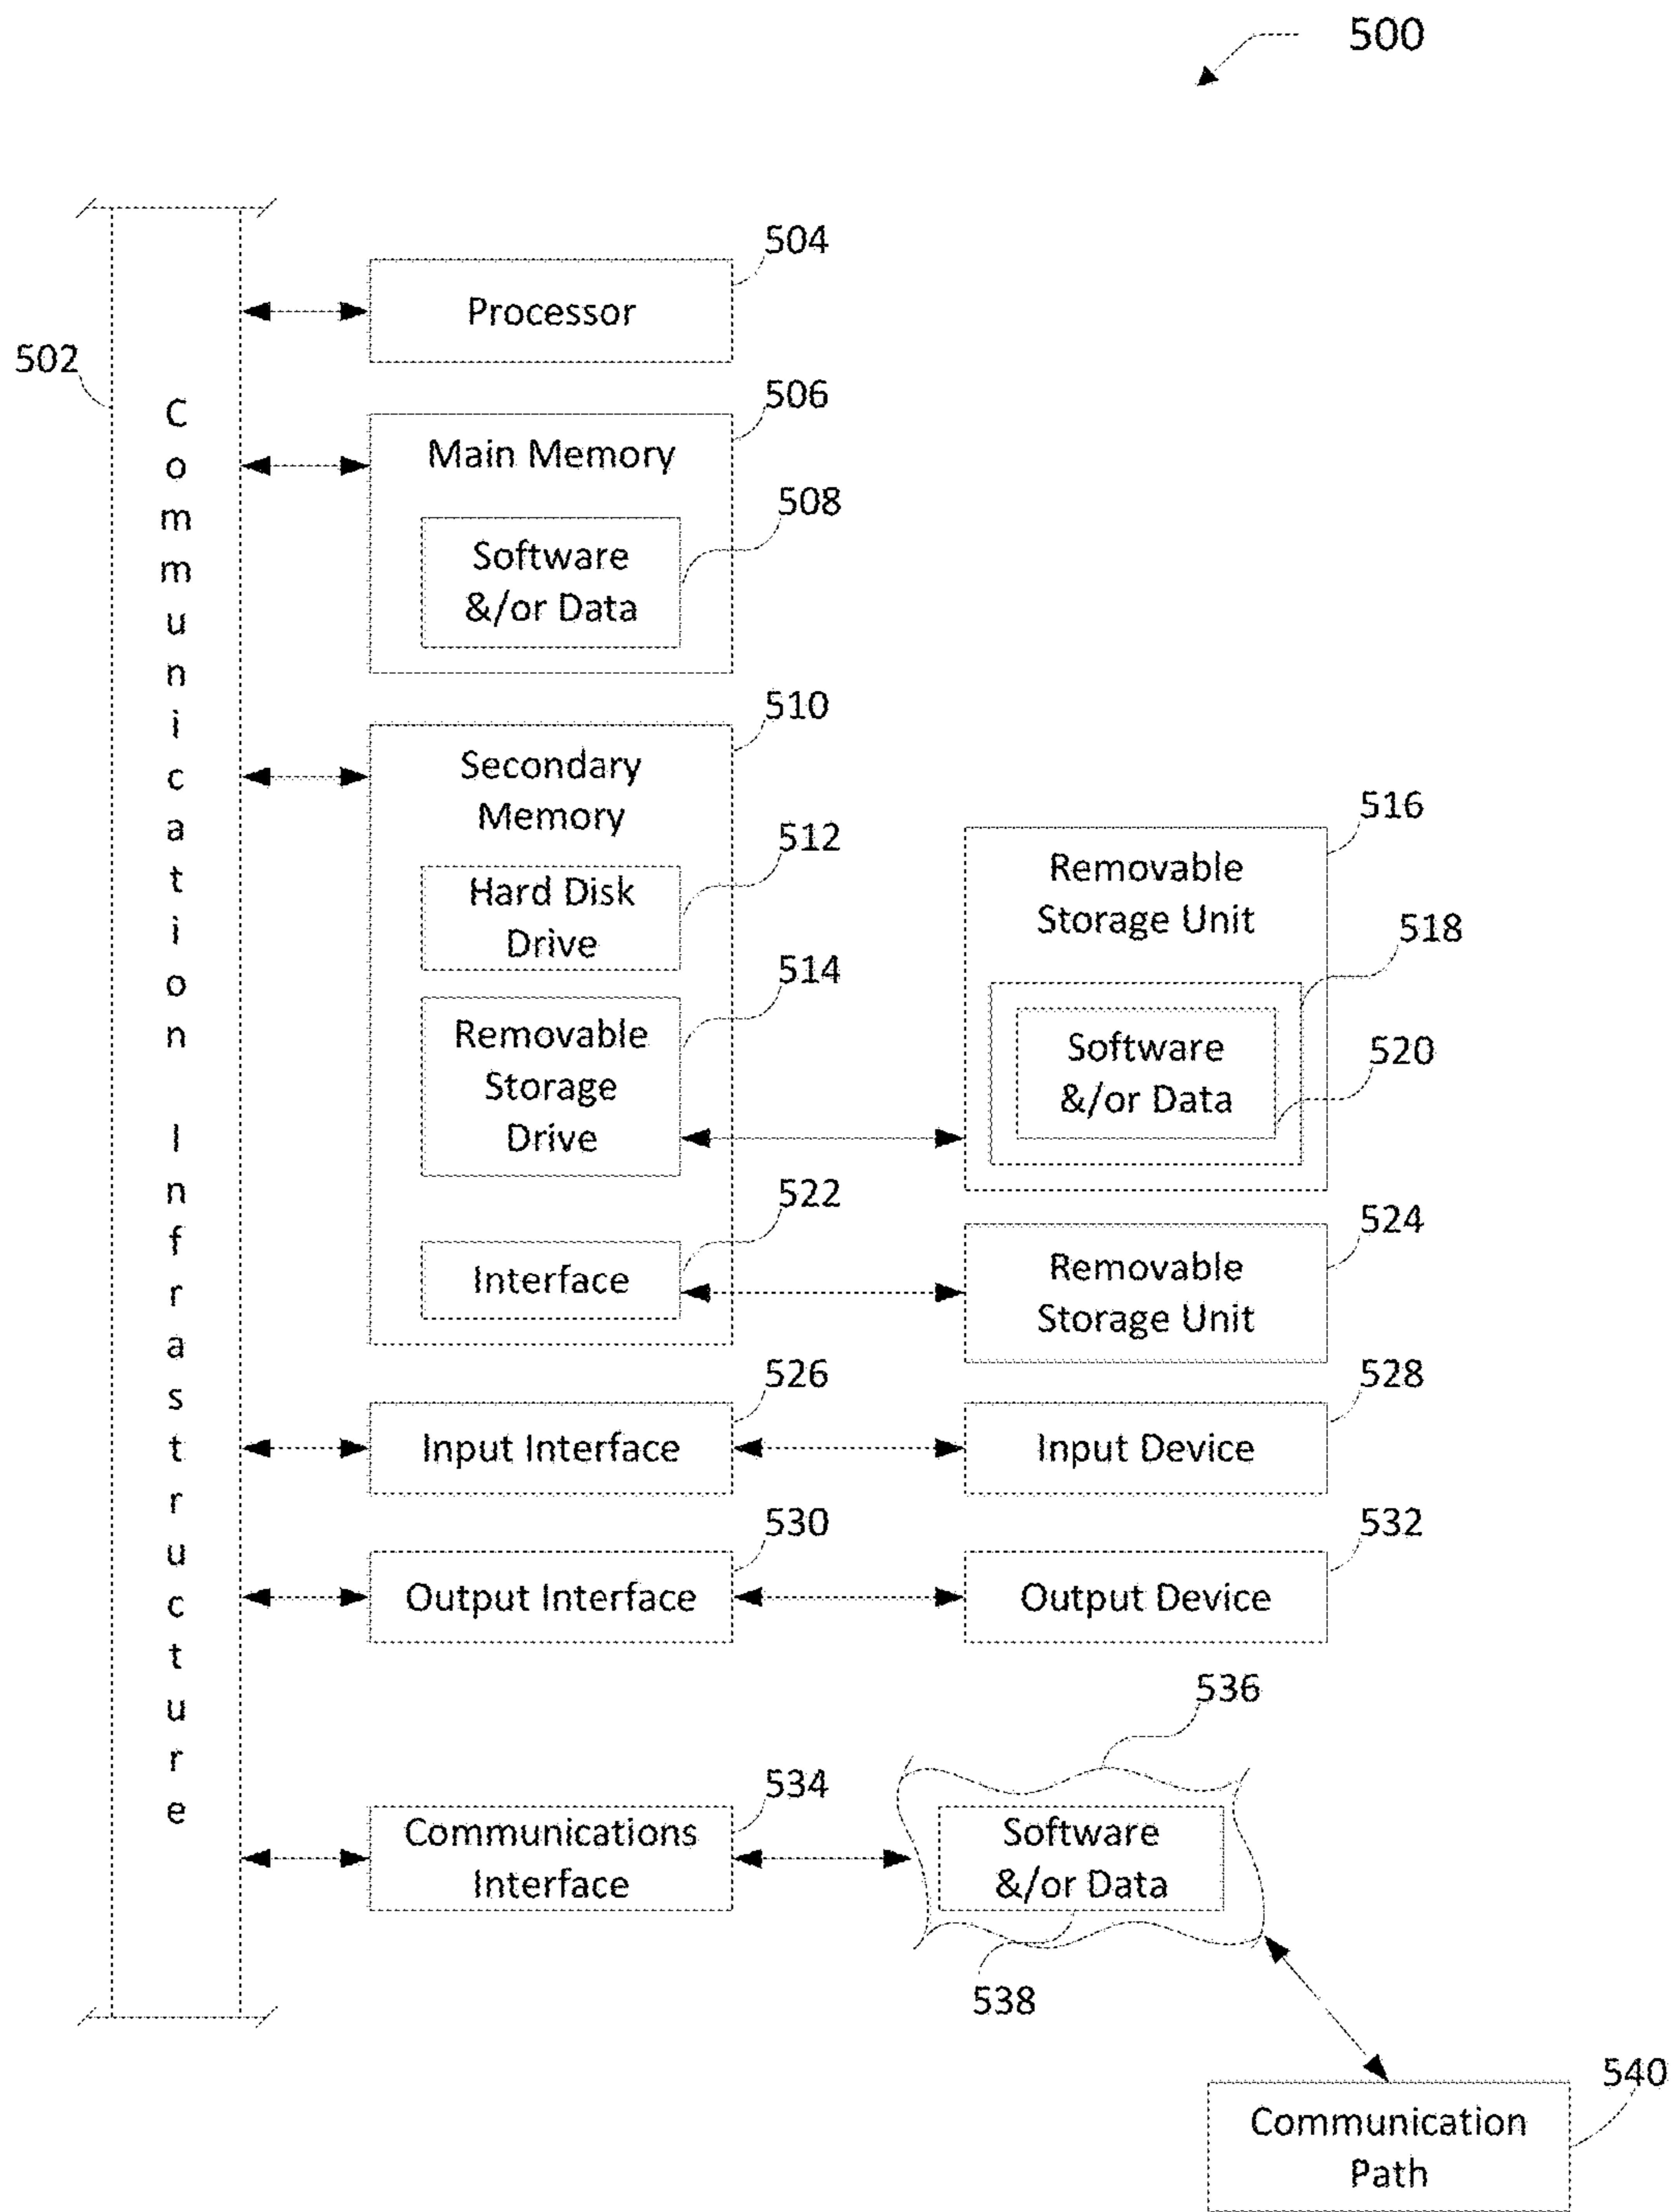 500
502
Communication Infrastructure
504
Processor
506
Main Memory
508
Software
&/or Data
510
Secondary
Memory
512
Hard Disk
Drive
514
Removable
Storage
Drive
516
Removable
Storage Unit
518
Software
&/or Data
520
522
Interface
524
Removable
Storage Unit
526
Input Interface
528
Input Device
530
Output Interface
532
Output Device
534
Communications
Interface
536
Software
&/or Data
538
540
Communication
Path